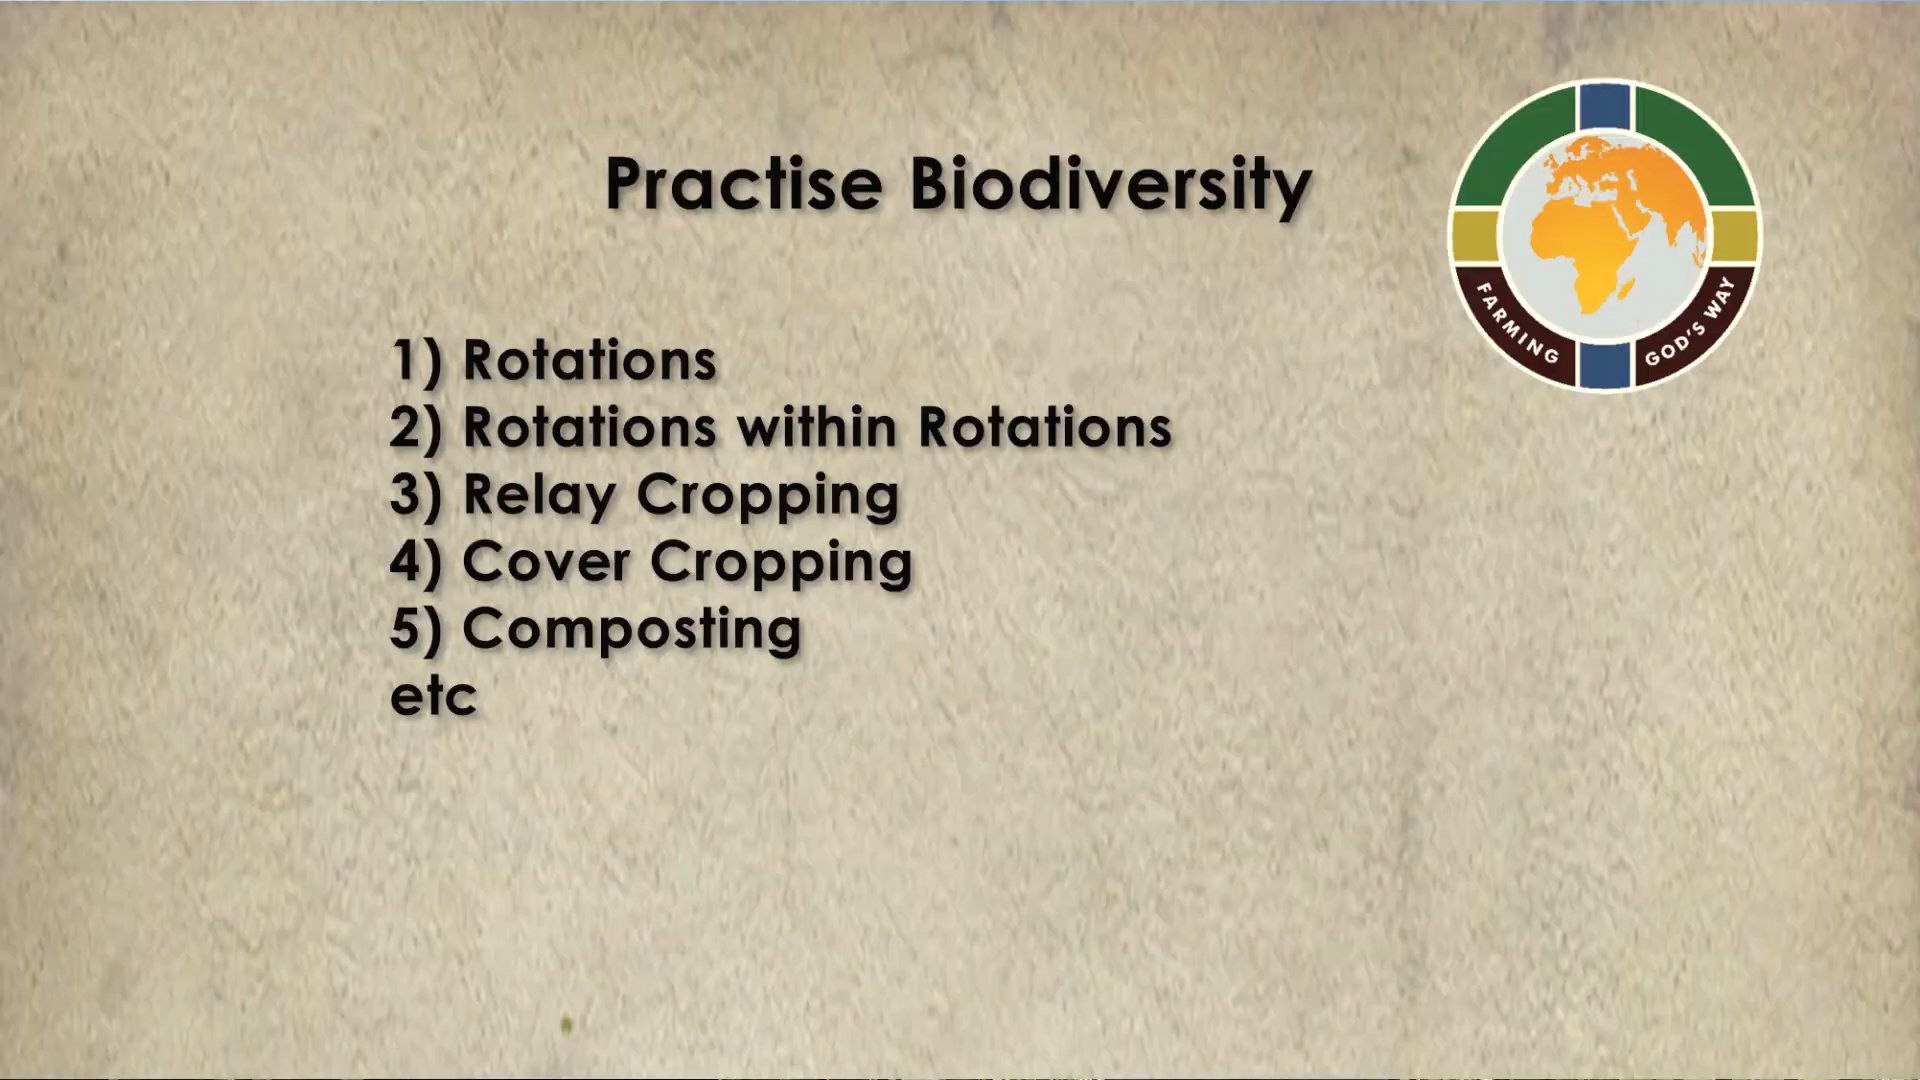 Practise Biodiversity
1) Rotations
2) Rotations within Rotations
3) Relay Cropping
4) Cover Cropping
5) Composting
etc
FARMING GOD'S WAY